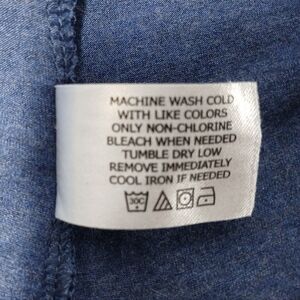 MACHINE WASH COLD
WITH LIKE COLORS
ONLY NON-CHLORINE
BLEACH WHEN NEEDED
TUMBLE DRY LOW
REMOVE IMMEDIATELY
COOL IRON IF NEEDED
30C